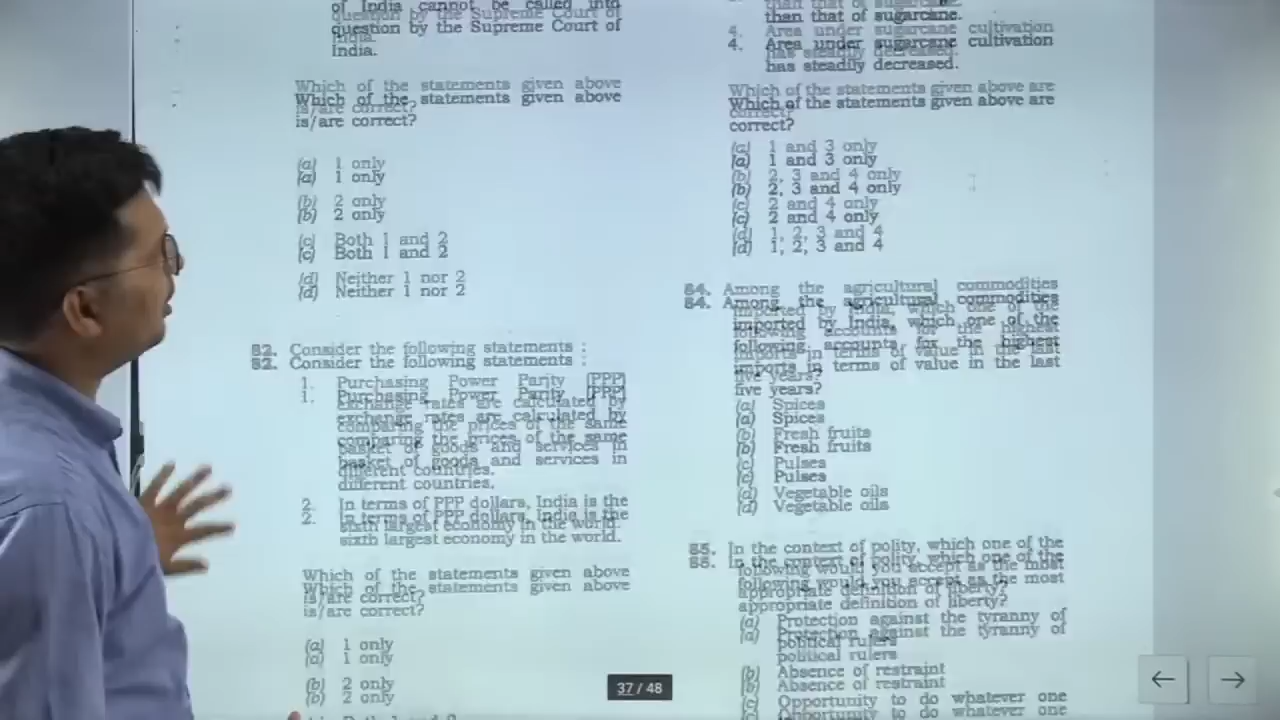 of India cannot be called into
question by the Supreme Court of
India.
Which of the statements given above
is/are correct?
(a) 1 only
(b) 2 only
(c) Both 1 and 2
(d) Neither 1 nor 2
82. Consider the following statements :
1. Purchasing Power Parity (PPP)
exchange rates are calculated by
comparing the prices of the same
basket of goods and services in
different countries.
2. In terms of PPP dollars, India is the
sixth largest economy in the world.
Which of the statements given above
is/are correct?
(a) 1 only
(b) 2 only
than that of sugarcane.
4. Area under sugarcane cultivation
has steadily decreased.
Which of the statements given above are
correct?
(a) 1 and 3 only
(b) 2, 3 and 4 only
(c) 2 and 4 only
(d) 1, 2, 3 and 4
84. Among the agricultural commodities
imported by India, which one of the
following accounts for the highest
imports in terms of value in the last
five years?
(a) Spices
(b) Fresh fruits
(c) Pulses
(d) Vegetable oils
85. In the context of polity, which one of the
following would you accept as the most
appropriate definition of liberty?
(a) Protection against the tyranny of
political rulers
(b) Absence of restraint
(c) Opportunity to do whatever one
37 / 48